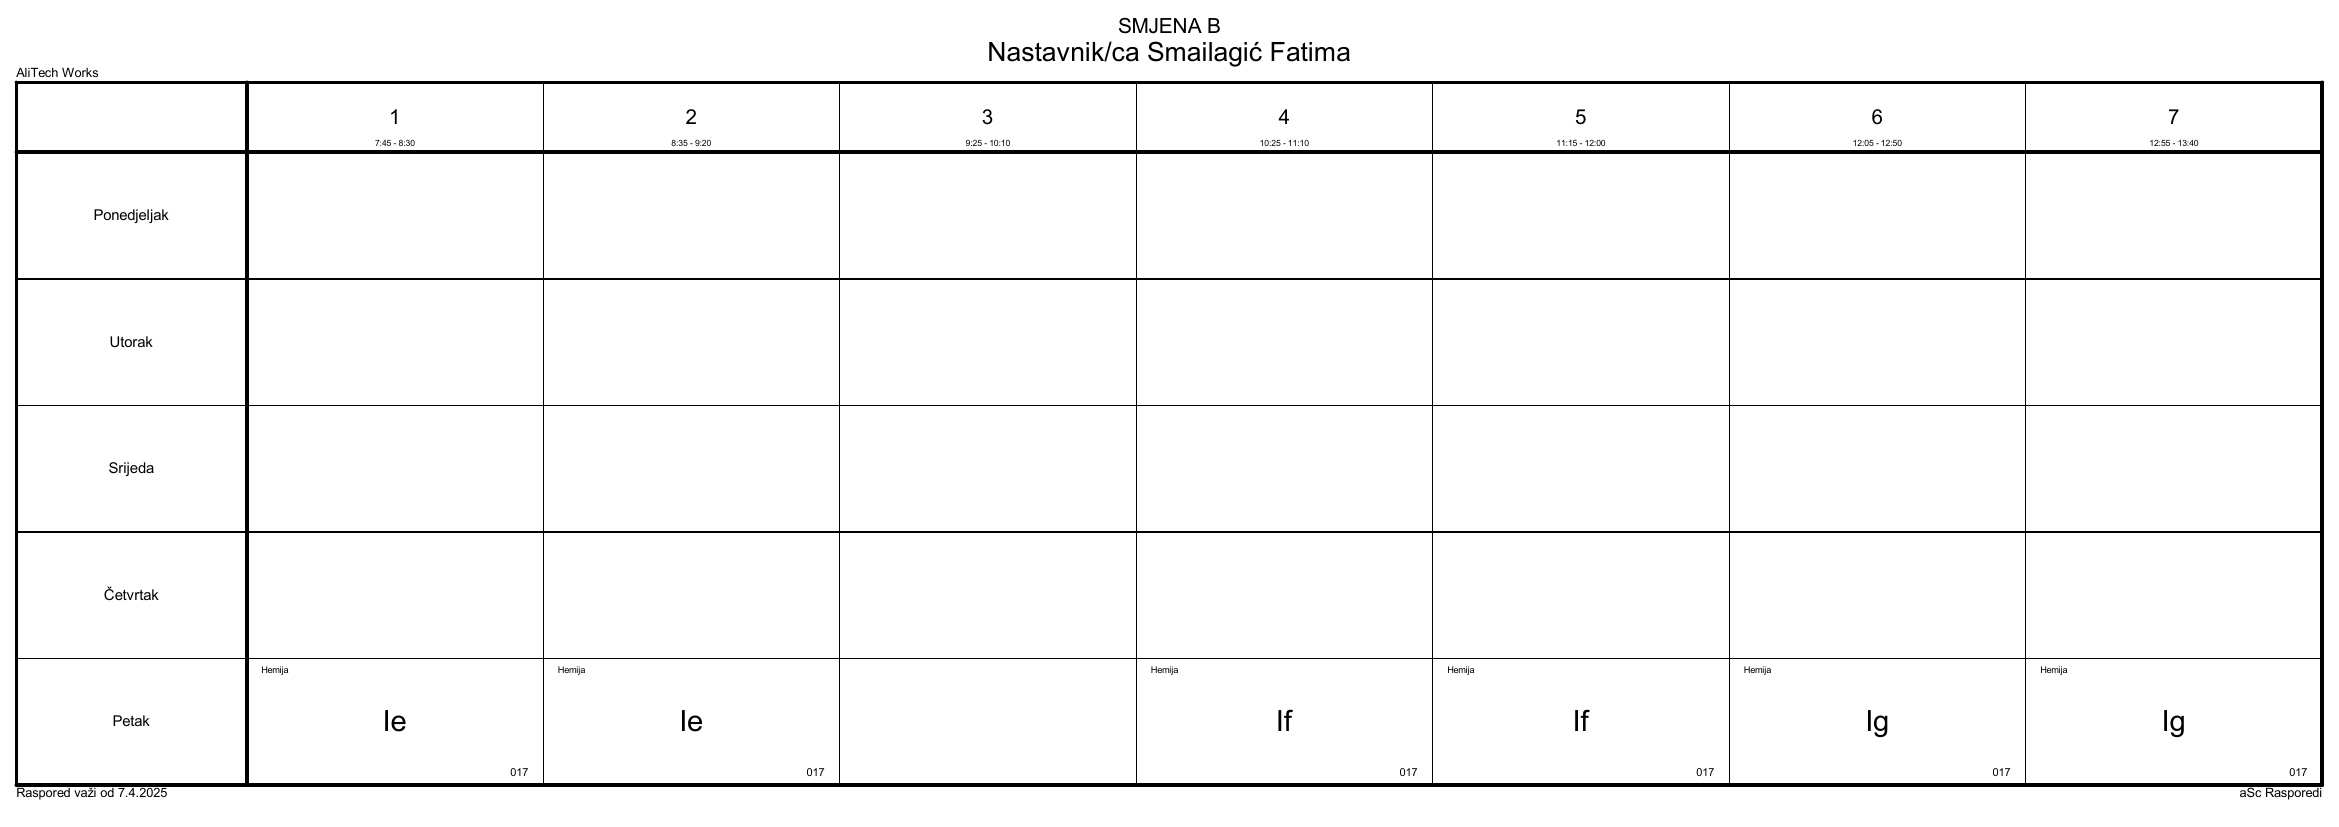 SMJENA B
Nastavnik/ca Smailagić Fatima
AliTech Works
1 2 3 4 5 6 7
7:45 - 8:30 8:35 - 9:20 9:25 - 10:10 10:25 - 11:10 11:15 - 12:00 12:05 - 12:50 12:55 - 13:40
Ponedjeljak
Utorak
Srijeda
Četvrtak
Hemija Hemija Hemija Hemija Hemija Hemija
Petak Ie Ie If If Ig Ig
017 017 017 017 017 017
Raspored važi od 7.4.2025 aSc Rasporedi